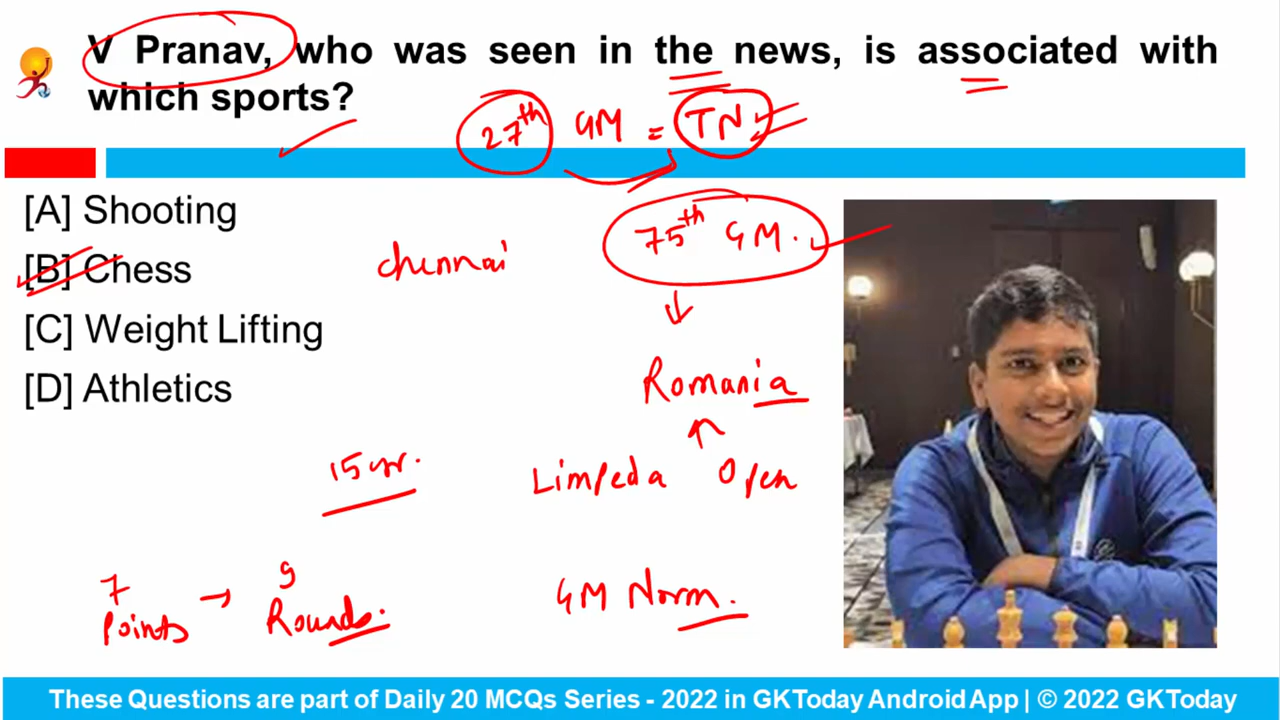 V Pranav, who was seen in the news, is associated with
which sports?
27th GM = TN
[A] Shooting
75th GM.
[B] Chess
Chennai
[C] Weight Lifting
[D] Athletics
Romania
15 yr.
Limpeda Open
7 Points → 9 Rounds.
GM Norm.
These Questions are part of Daily 20 MCQs Series - 2022 in GKToday Android App | © 2022 GKToday